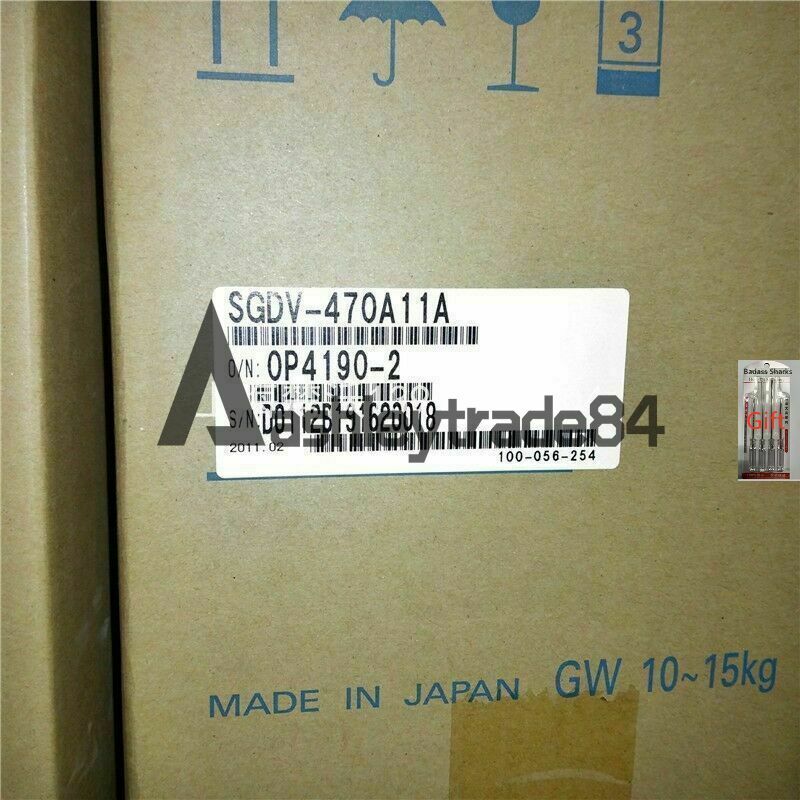 3
SGDV-470A11A
O/N: OP4190-2
S/N:
Aashleytrade84
2011.02
100-056-254
Badass Sharks
Gift
MADE IN JAPAN GW 10~15kg